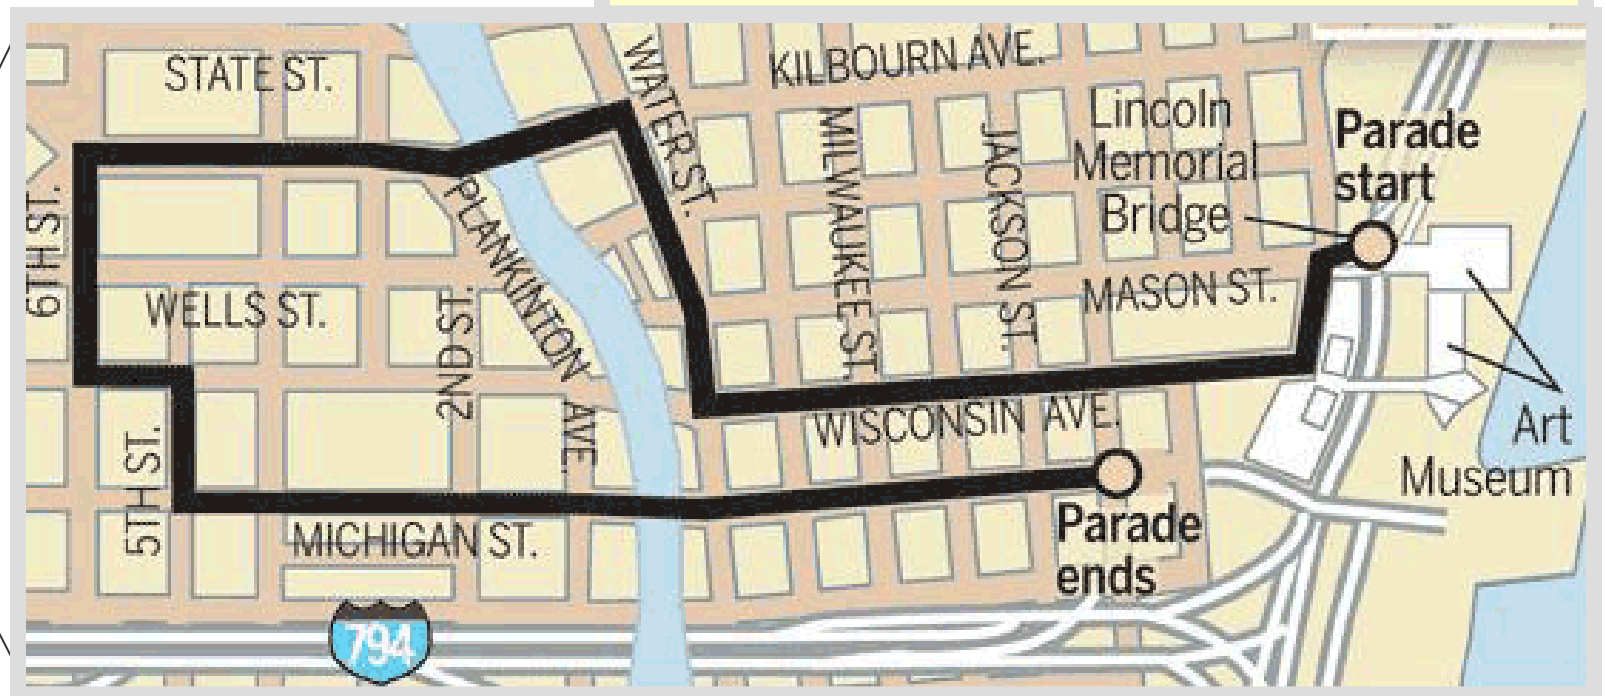 STATE ST.
WATER ST.
KILBOURN AVE.
MILWAUKEE ST.
JACKSON ST.
Lincoln
Memorial
Bridge
Parade
start
6TH ST.
PLANKINTON
AVE.
WELLS ST.
2ND ST.
MASON ST.
WISCONSIN AVE.
Art
Museum
5TH ST.
MICHIGAN ST.
Parade
ends
794